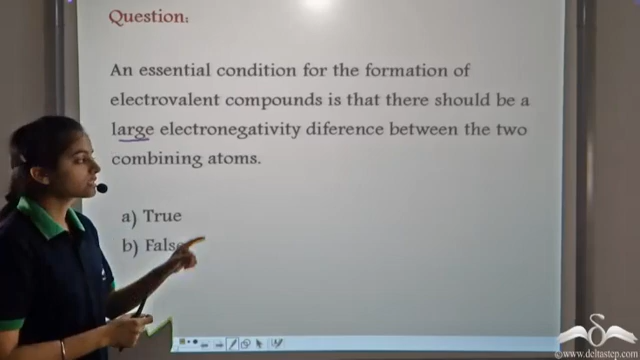 Question:
An essential condition for the formation of
electrovalent compounds is that there should be a
large electronegativity diference between the two
combining atoms.
a) True
b) False
©www.deltastep.com